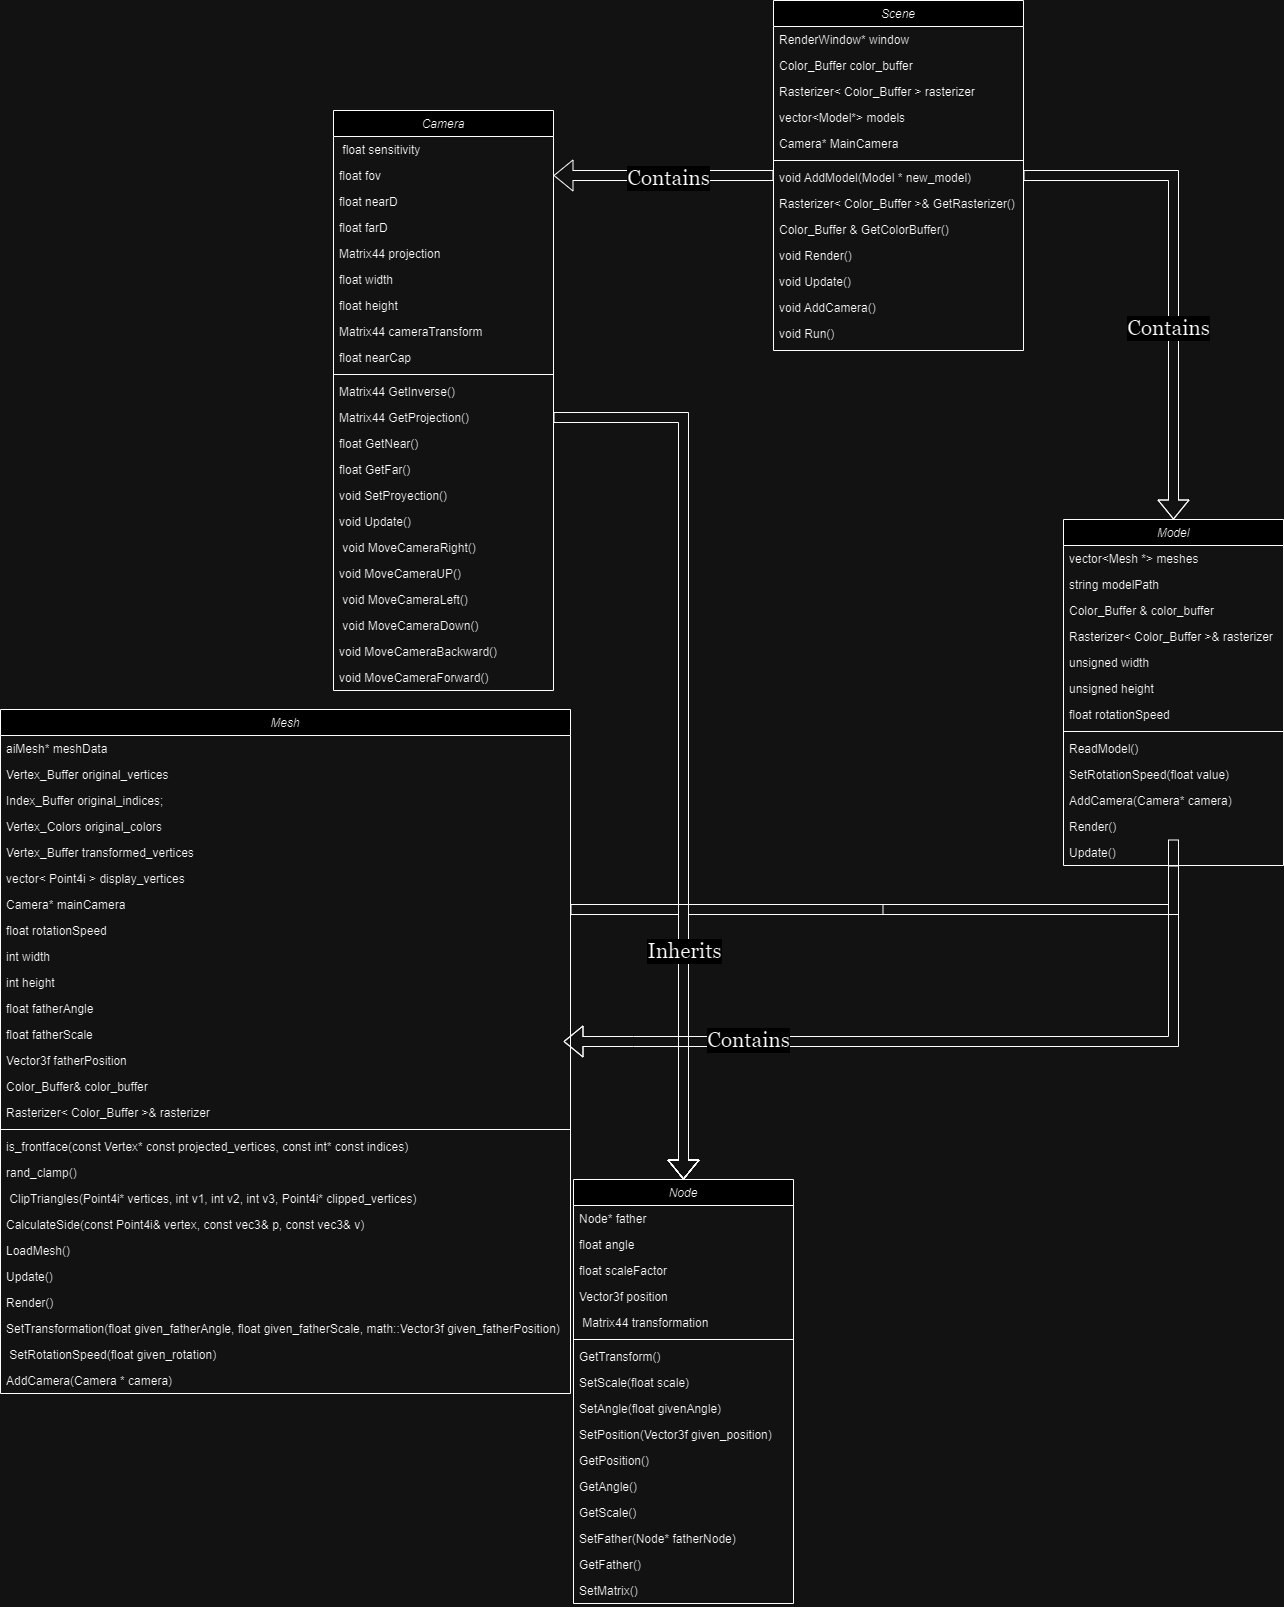 Scene
RenderWindow* window
Color_Buffer color_buffer
Rasterizer< Color_Buffer > rasterizer
vector<Model*> models
Camera* MainCamera
void AddModel(Model * new_model)
Rasterizer< Color_Buffer >& GetRasterizer()
Color_Buffer & GetColorBuffer()
void Render()
void Update()
void AddCamera()
void Run()
Contains
Contains
Camera
float sensitivity
float fov
float nearD
float farD
Matrix44 projection
float width
float height
Matrix44 cameraTransform
float nearCap
Matrix44 GetInverse()
Matrix44 GetProjection()
float GetNear()
float GetFar()
void SetProyection()
void Update()
void MoveCameraRight()
void MoveCameraUP()
void MoveCameraLeft()
void MoveCameraDown()
void MoveCameraBackward()
void MoveCameraForward()
Model
vector<Mesh *> meshes
string modelPath
Color_Buffer & color_buffer
Rasterizer< Color_Buffer >& rasterizer
unsigned width
unsigned height
float rotationSpeed
ReadModel()
SetRotationSpeed(float value)
AddCamera(Camera* camera)
Render()
Update()
Mesh
aiMesh* meshData
Vertex_Buffer original_vertices
Index_Buffer original_indices;
Vertex_Colors original_colors
Vertex_Buffer transformed_vertices
vector< Point4i > display_vertices
Camera* mainCamera
float rotationSpeed
int width
int height
float fatherAngle
float fatherScale
Vector3f fatherPosition
Color_Buffer& color_buffer
Rasterizer< Color_Buffer >& rasterizer
is_frontface(const Vertex* const projected_vertices, const int* const indices)
rand_clamp()
ClipTriangles(Point4i* vertices, int v1, int v2, int v3, Point4i* clipped_vertices)
CalculateSide(const Point4i& vertex, const vec3& p, const vec3& v)
LoadMesh()
Update()
Render()
SetTransformation(float given_fatherAngle, float given_fatherScale, math::Vector3f given_fatherPosition)
SetRotationSpeed(float given_rotation)
AddCamera(Camera * camera)
Inherits
Contains
Node
Node* father
float angle
float scaleFactor
Vector3f position
Matrix44 transformation
GetTransform()
SetScale(float scale)
SetAngle(float givenAngle)
SetPosition(Vector3f given_position)
GetPosition()
GetAngle()
GetScale()
SetFather(Node* fatherNode)
GetFather()
SetMatrix()